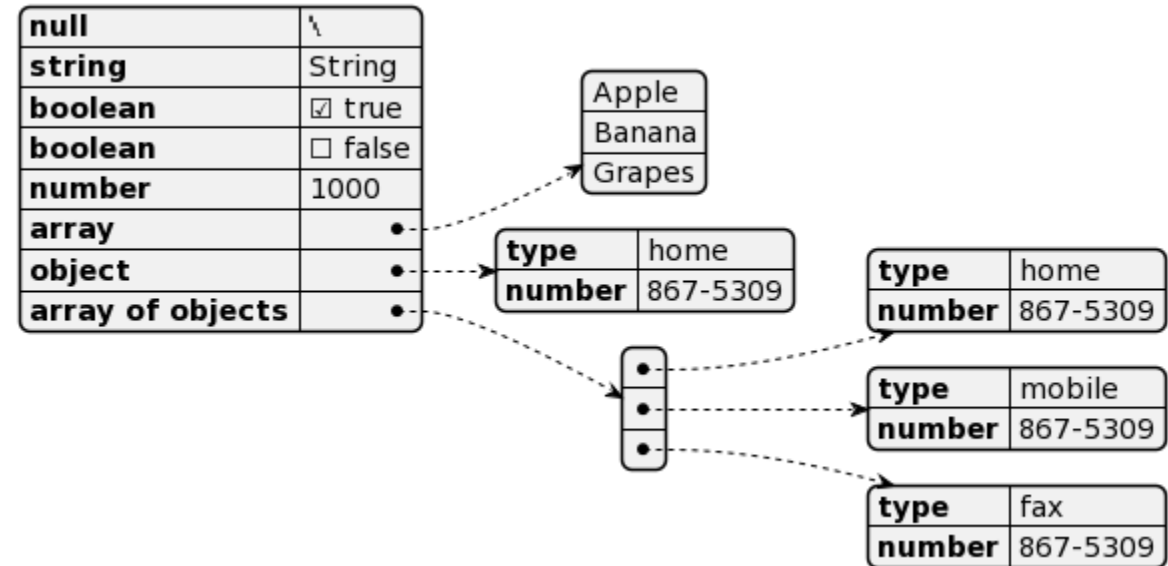 null ␀
string String
boolean ☑ true
boolean ☐ false
number 1000
array
object
array of objects
Apple
Banana
Grapes
type home
number 867-5309
type home
number 867-5309
type mobile
number 867-5309
type fax
number 867-5309